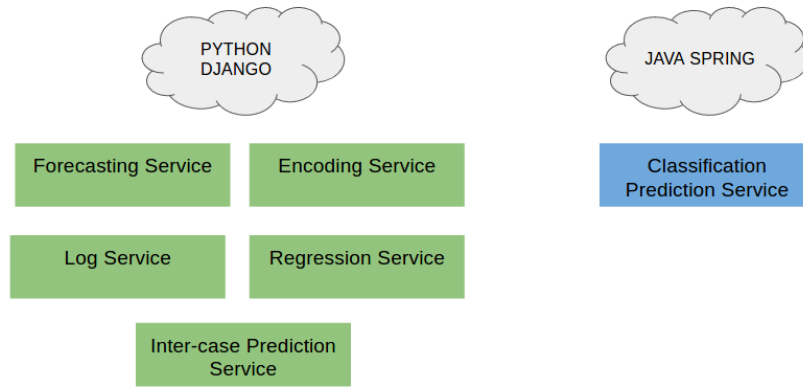 PYTHON
DJANGO
JAVA SPRING
Forecasting Service
Encoding Service
Classification
Prediction Service
Log Service
Regression Service
Inter-case Prediction
Service